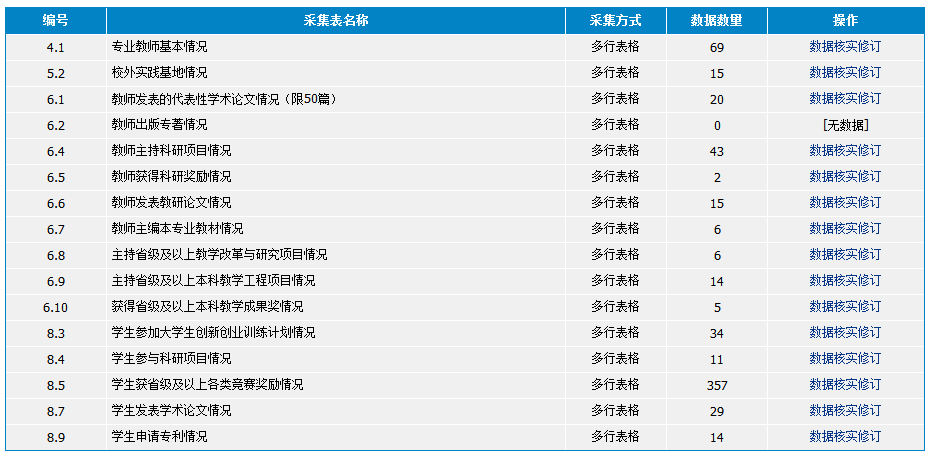 编号 采集表名称 采集方式 数据数量 操作
4.1 专业教师基本情况 多行表格 69 数据核实修订
5.2 校外实践基地情况 多行表格 15 数据核实修订
6.1 教师发表的代表性学术论文情况（限50篇） 多行表格 20 数据核实修订
6.2 教师出版专著情况 多行表格 0 [无数据]
6.4 教师主持科研项目情况 多行表格 43 数据核实修订
6.5 教师获得科研奖励情况 多行表格 2 数据核实修订
6.6 教师发表教研论文情况 多行表格 15 数据核实修订
6.7 教师主编本专业教材情况 多行表格 6 数据核实修订
6.8 主持省级及以上教学改革与研究项目情况 多行表格 6 数据核实修订
6.9 主持省级及以上本科教学工程项目情况 多行表格 14 数据核实修订
6.10 获得省级及以上本科教学成果奖情况 多行表格 5 数据核实修订
8.3 学生参加大学生创新创业训练计划情况 多行表格 34 数据核实修订
8.4 学生参与科研项目情况 多行表格 11 数据核实修订
8.5 学生获省级及以上各类竞赛奖励情况 多行表格 357 数据核实修订
8.7 学生发表学术论文情况 多行表格 29 数据核实修订
8.9 学生申请专利情况 多行表格 14 数据核实修订